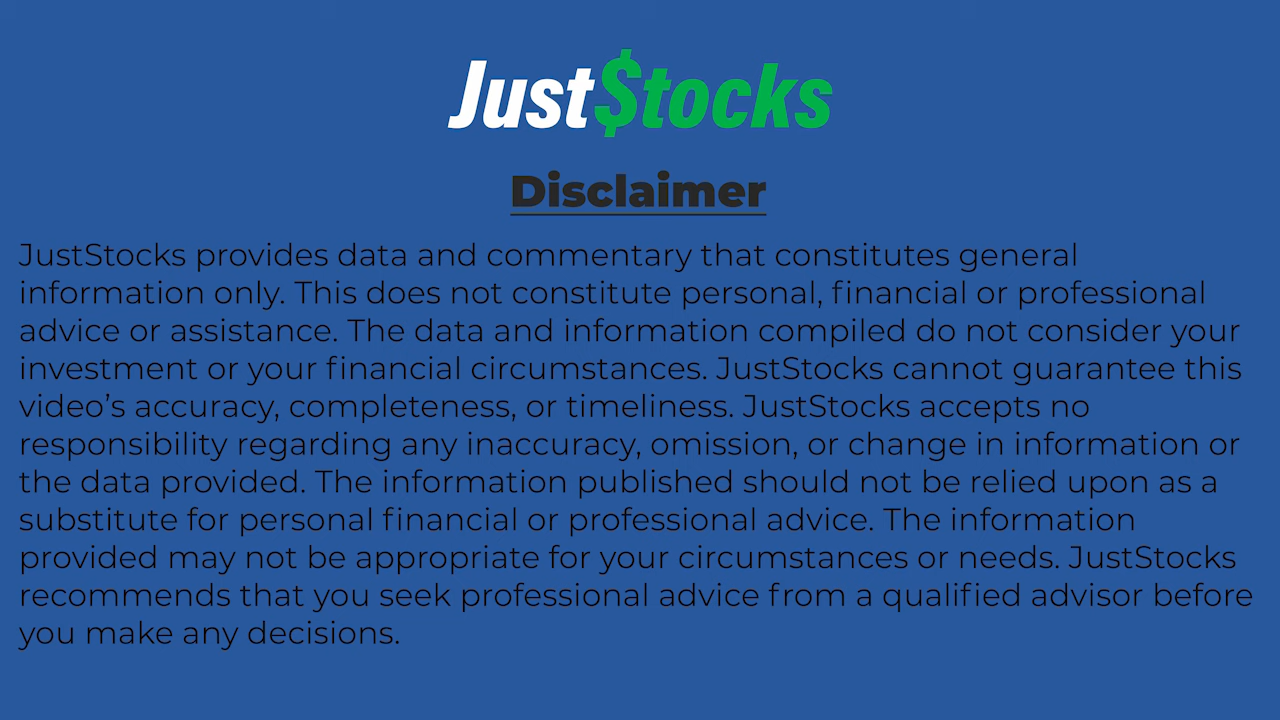 Just$tocks
Disclaimer
JustStocks provides data and commentary that constitutes general
information only. This does not constitute personal, financial or professional
advice or assistance. The data and information compiled do not consider your
investment or your financial circumstances. JustStocks cannot guarantee this
video’s accuracy, completeness, or timeliness. JustStocks accepts no
responsibility regarding any inaccuracy, omission, or change in information or
the data provided. The information published should not be relied upon as a
substitute for personal financial or professional advice. The information
provided may not be appropriate for your circumstances or needs. JustStocks
recommends that you seek professional advice from a qualified advisor before
you make any decisions.